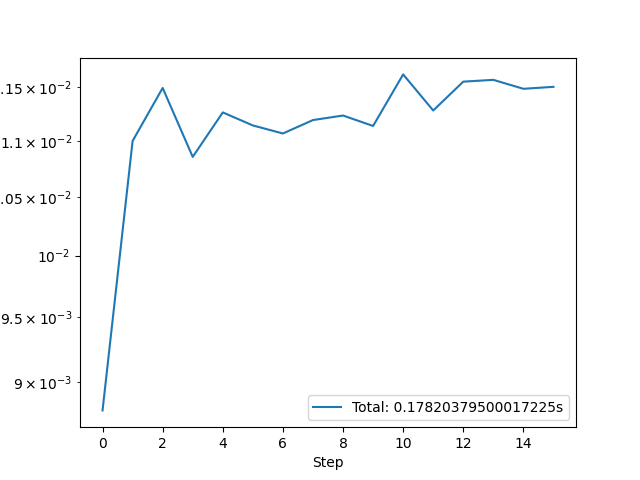 .15 × 10⁻²
1.1 × 10⁻²
.05 × 10⁻²
10⁻²
9.5 × 10⁻³
9 × 10⁻³
Total: 0.17820379500017225s
0 2 4 6 8 10 12 14
Step